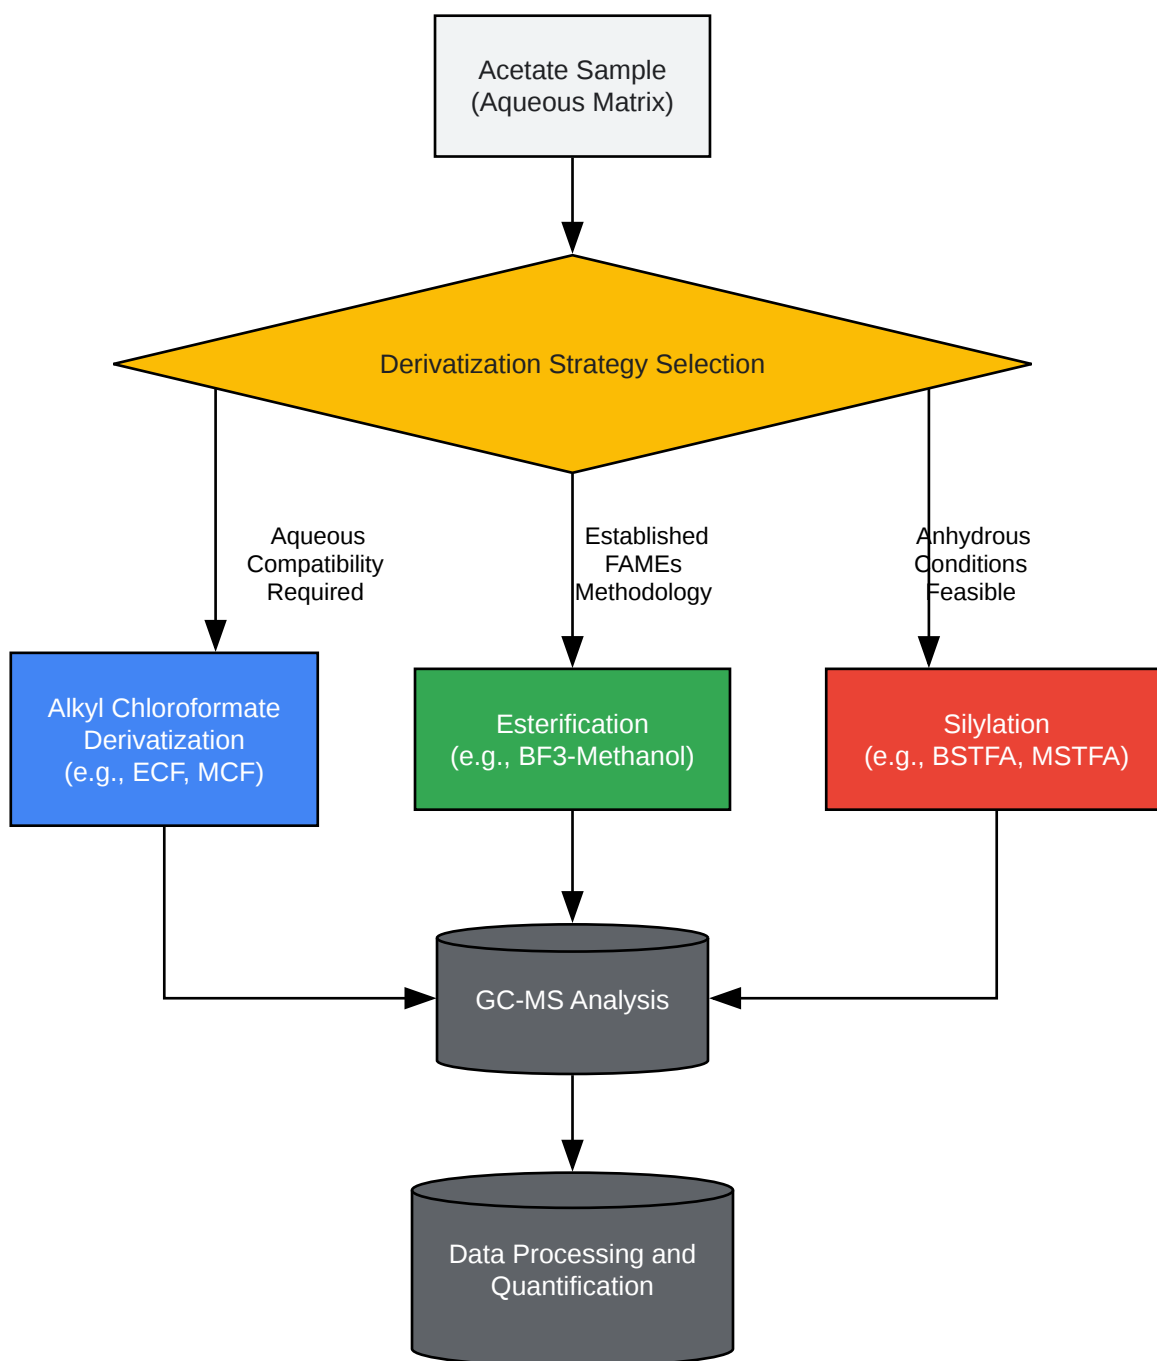 Acetate Sample
(Aqueous Matrix)
Derivatization Strategy Selection
Aqueous
Compatibility
Required
Established
FAMEs
Methodology
Anhydrous
Conditions
Feasible
Alkyl Chloroformate
Derivatization
(e.g., ECF, MCF)
Esterification
(e.g., BF3-Methanol)
Silylation
(e.g., BSTFA, MSTFA)
GC-MS Analysis
Data Processing and
Quantification